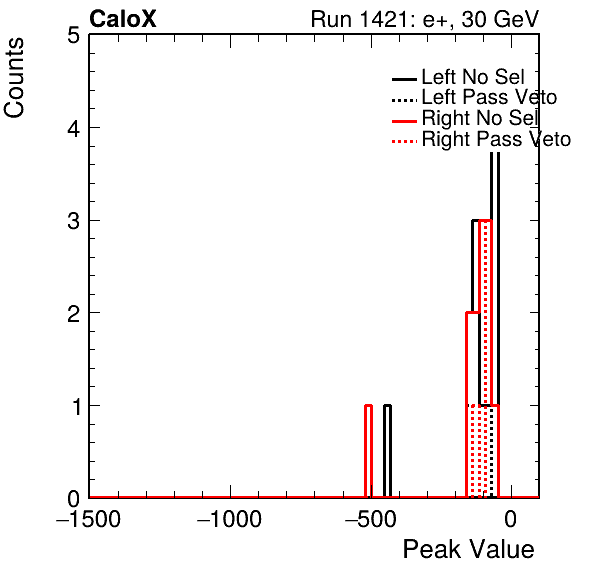 CaloX Run 1421: e+, 30 GeV
Counts
5
4
3
2
1
0
Left No Sel
Left Pass Veto
Right No Sel
Right Pass Veto
−1500 −1000 −500 0
Peak Value